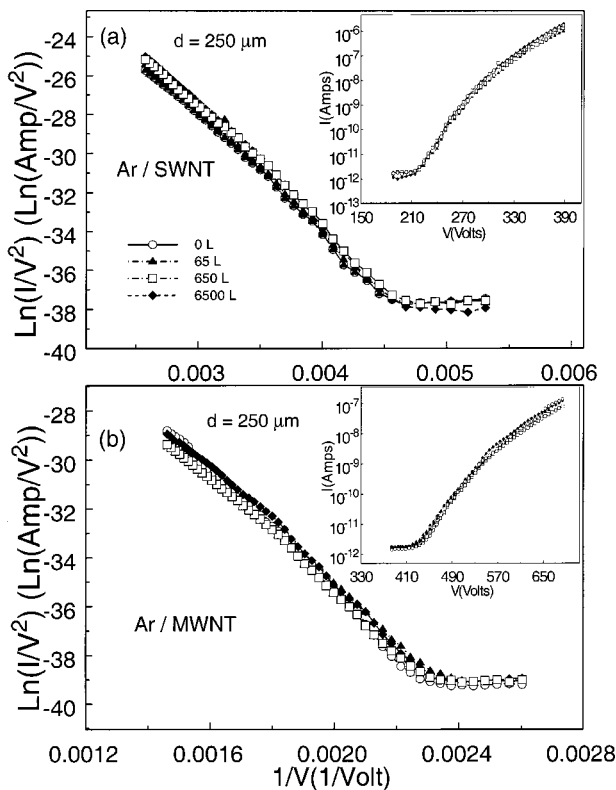 (a)
d = 250 μm
Ar / SWNT
0 L
65 L
650 L
6500 L
Ln(I/V²) (Ln(Amp/V²))
-24
-26
-28
-30
-32
-34
-36
-38
-40
0.003 0.004 0.005 0.006
I(Amps)
10⁻⁶
10⁻⁷
10⁻⁸
10⁻⁹
10⁻¹⁰
10⁻¹¹
10⁻¹²
10⁻¹³
150 210 270 330 390
V(Volts)
(b)
d = 250 μm
Ar / MWNT
Ln(I/V²) (Ln(Amp/V²))
-28
-30
-32
-34
-36
-38
-40
0.0012 0.0016 0.0020 0.0024 0.0028
1/V(1/Volt)
I(Amps)
10⁻⁷
10⁻⁸
10⁻⁹
10⁻¹⁰
10⁻¹¹
10⁻¹²
330 410 490 570 650
V(Volts)